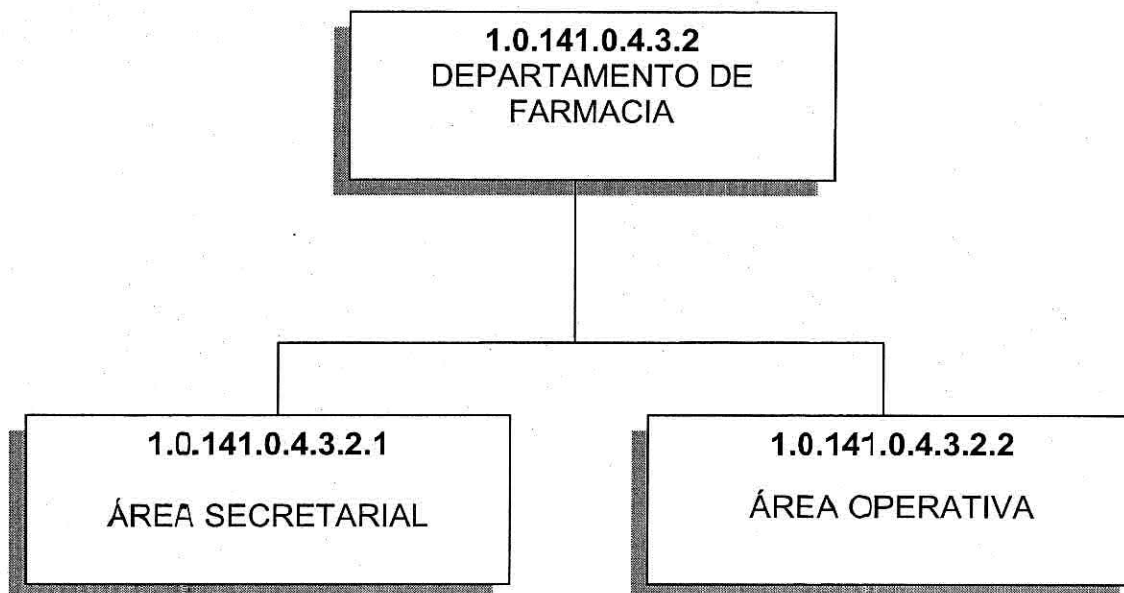 1.0.141.0.4.3.2
DEPARTAMENTO DE
FARMACIA
1.0.141.0.4.3.2.1
ÁREA SECRETARIAL
1.0.141.0.4.3.2.2
ÁREA OPERATIVA